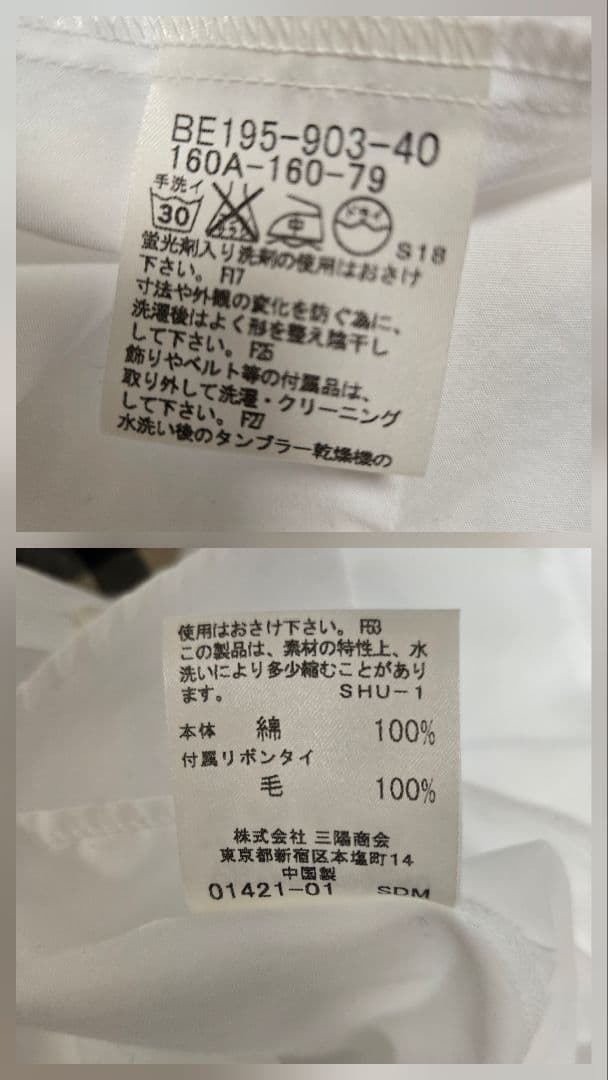 BE195-903-40
160A-160-79
手洗イ
30 中 ドライ S18
蛍光剤入り洗剤の使用はおさけ
下さい。 F17
寸法や外観の変化を防ぐ為に、
洗濯後はよく形を整え陰干し
して下さい。 F25
飾りやベルト等の付属品は、
取り外して洗濯・クリーニング
して下さい。 F27
水洗い後のタンブラー乾燥機の
使用はおさけ下さい。 F53
この製品は、素材の特性上、水
洗いにより多少縮むことがあり
ます。 SHU-1
本体 綿 100%
付属リボンタイ
毛 100%
株式会社 三陽商会
東京都新宿区本塩町14
中国製
01421-01 SDM